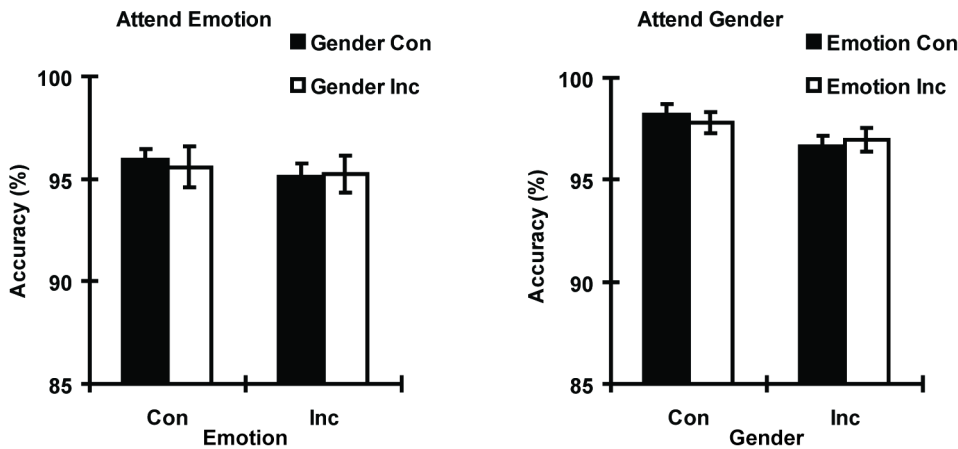 Attend Emotion
Gender Con
Gender Inc
100
95
90
85
Accuracy (%)
Con
Inc
Emotion
Attend Gender
Emotion Con
Emotion Inc
100
95
90
85
Accuracy (%)
Con
Inc
Gender